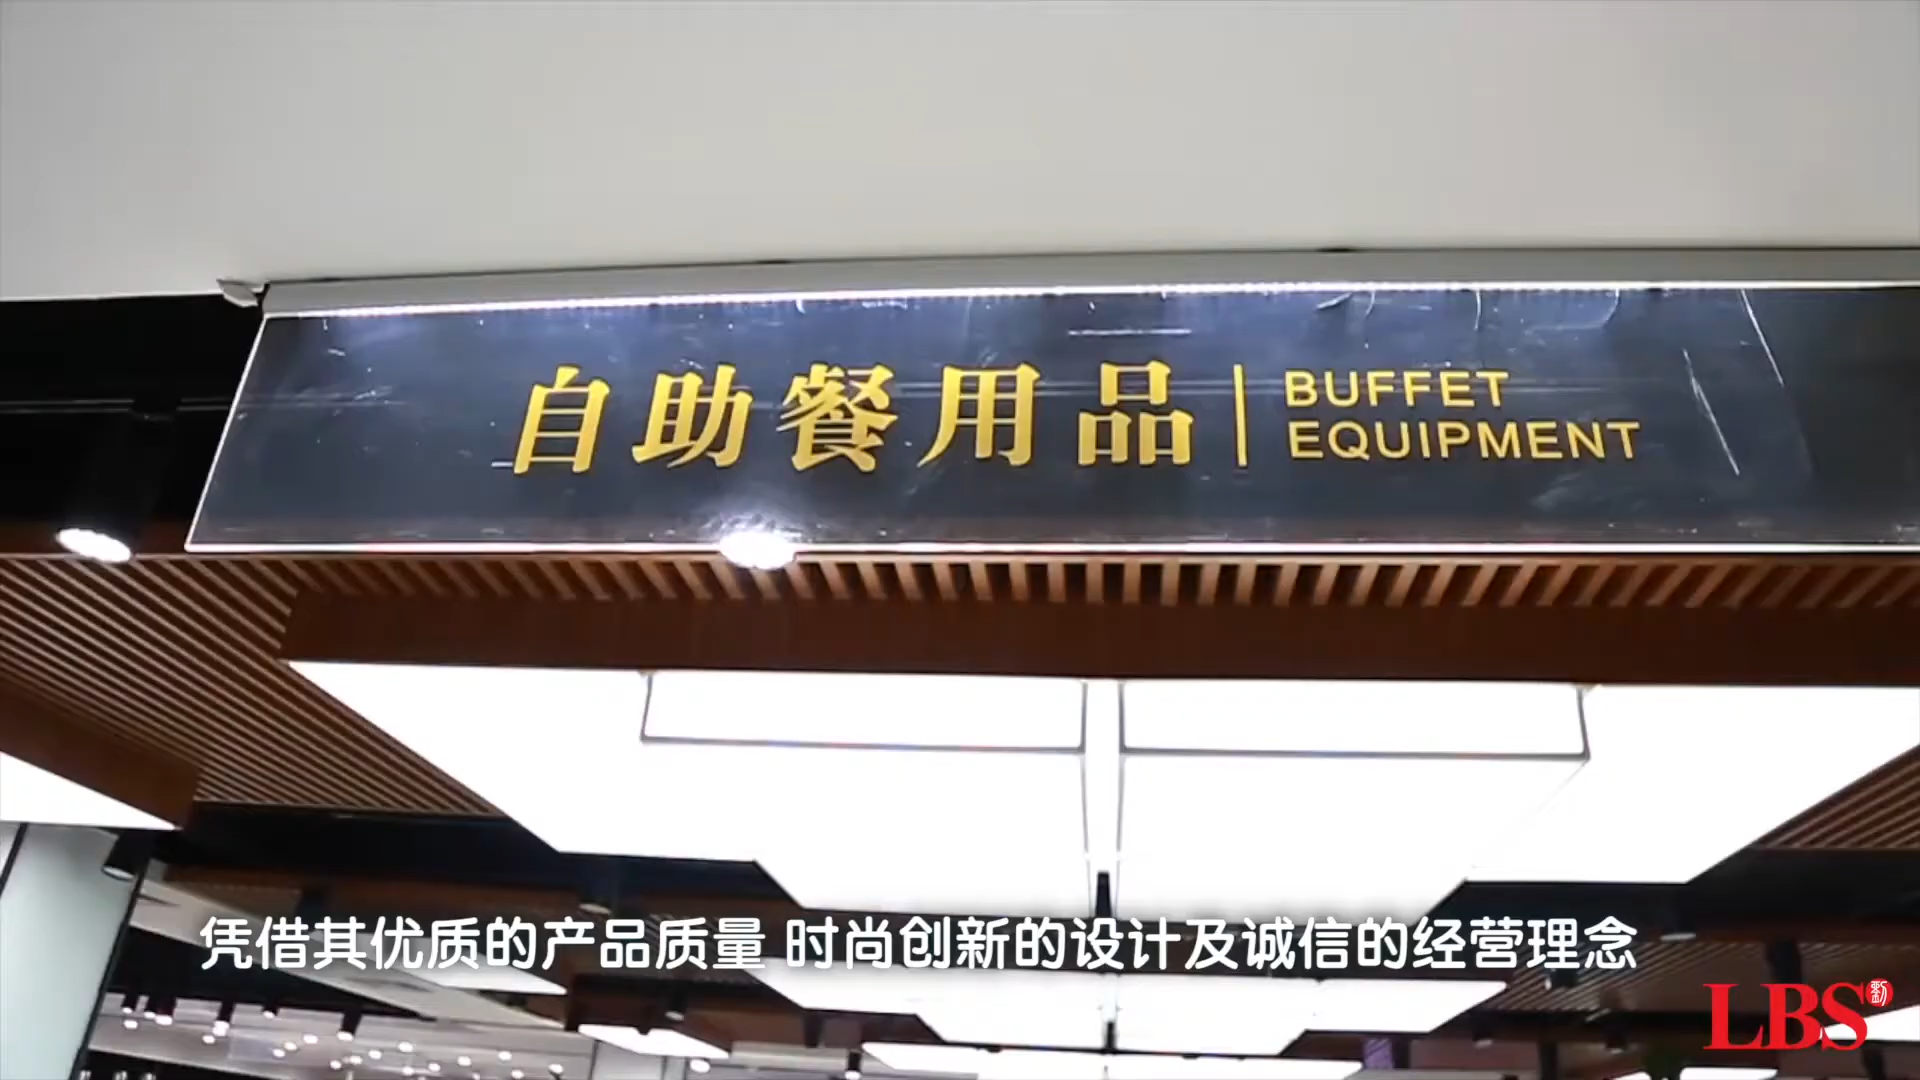 自助餐用品
BUFFET
EQUIPMENT
凭借其优质的产品质量 时尚创新的设计及诚信的经营理念
LBS
劉